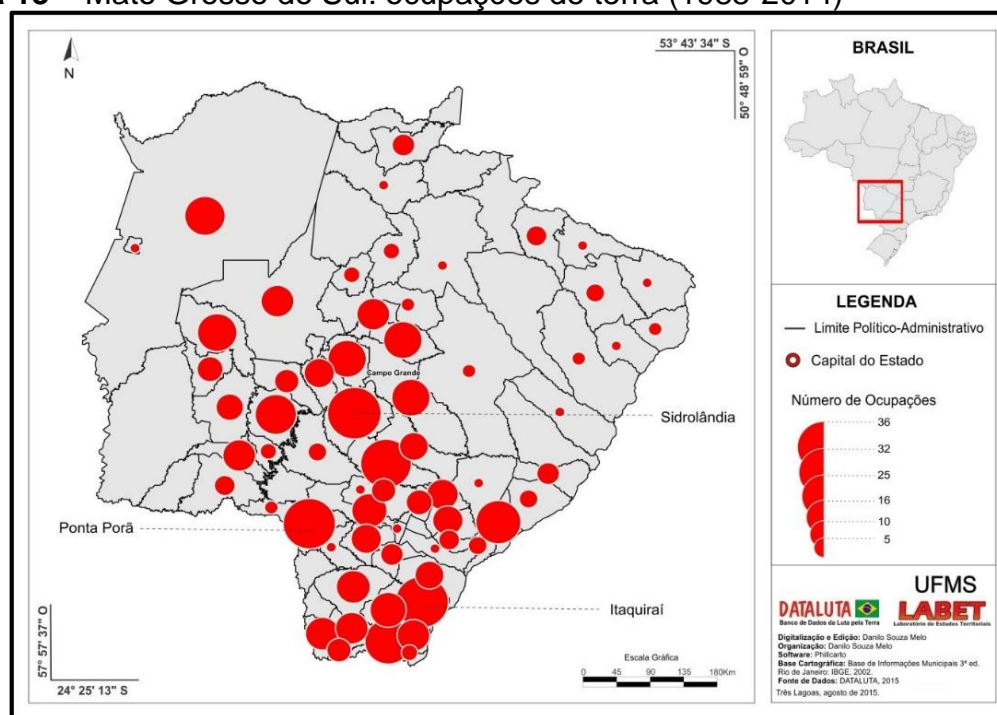 Mato Grosso do Sul: ocupações de terra
N
53° 43' 34" S
50° 48' 59" O
Campo Grande
Sidrolândia
Ponta Porã
Itaquiraí
57° 57' 37" O
24° 25' 13" S
Escala Gráfica
0 45 90 135 180Km
BRASIL
LEGENDA
Limite Político-Administrativo
Capital do Estado
Número de Ocupações
36
32
25
16
10
5
UFMS
DATALUTA
Banco de Dados da Luta pela Terra
LABET
Laboratório de Estudos Territoriais
Digitalização e Edição: Danilo Souza Melo
Organização: Danilo Souza Melo
Software: Philcarto
Base Cartográfica: Base de Informações Municipais 3ª ed.
Rio de Janeiro: IBGE, 2002.
Fonte de Dados: DATALUTA, 2015
Três Lagoas, agosto de 2015.